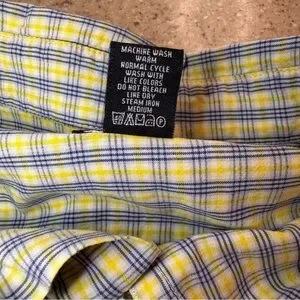 MACHINE WASH
WARM
NORMAL CYCLE
WASH WITH
LIKE COLORS
DO NOT BLEACH
LINE DRY
STEAM IRON
MEDIUM